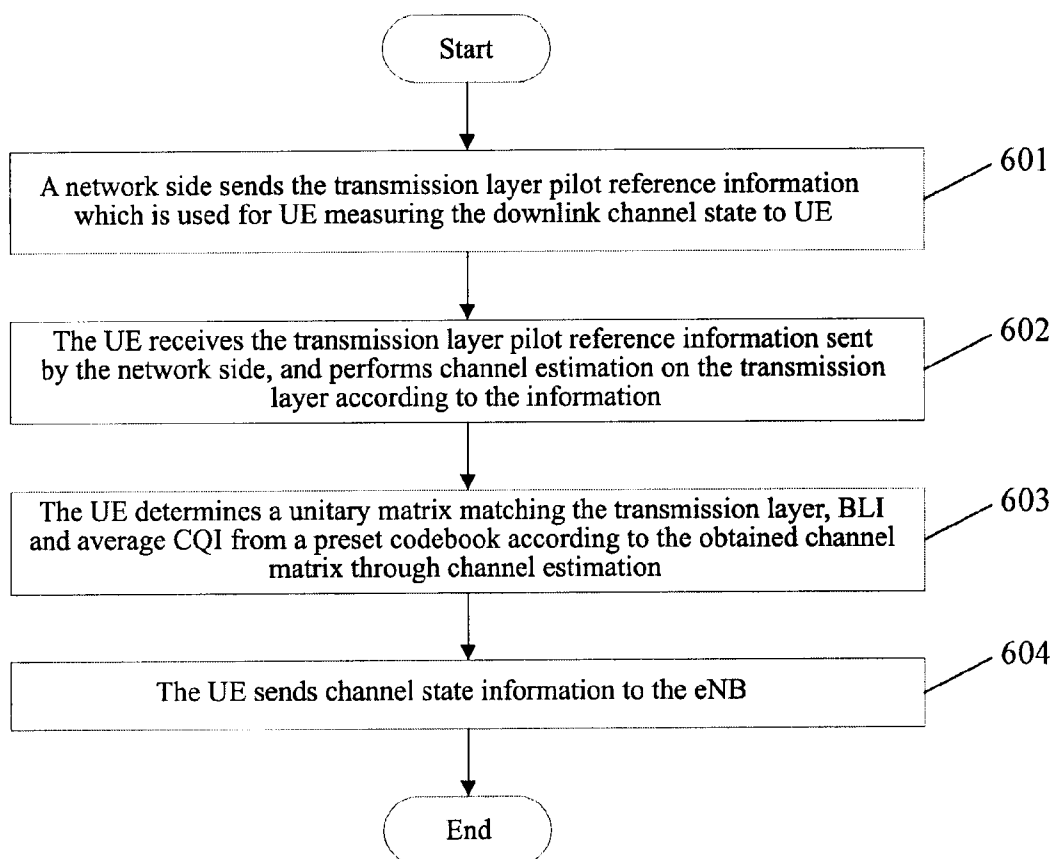 Start
A network side sends the transmission layer pilot reference information
which is used for UE measuring the downlink channel state to UE
601
The UE receives the transmission layer pilot reference information sent
by the network side, and performs channel estimation on the transmission
layer according to the information
602
The UE determines a unitary matrix matching the transmission layer, BLI
and average CQI from a preset codebook according to the obtained channel
matrix through channel estimation
603
The UE sends channel state information to the eNB
604
End